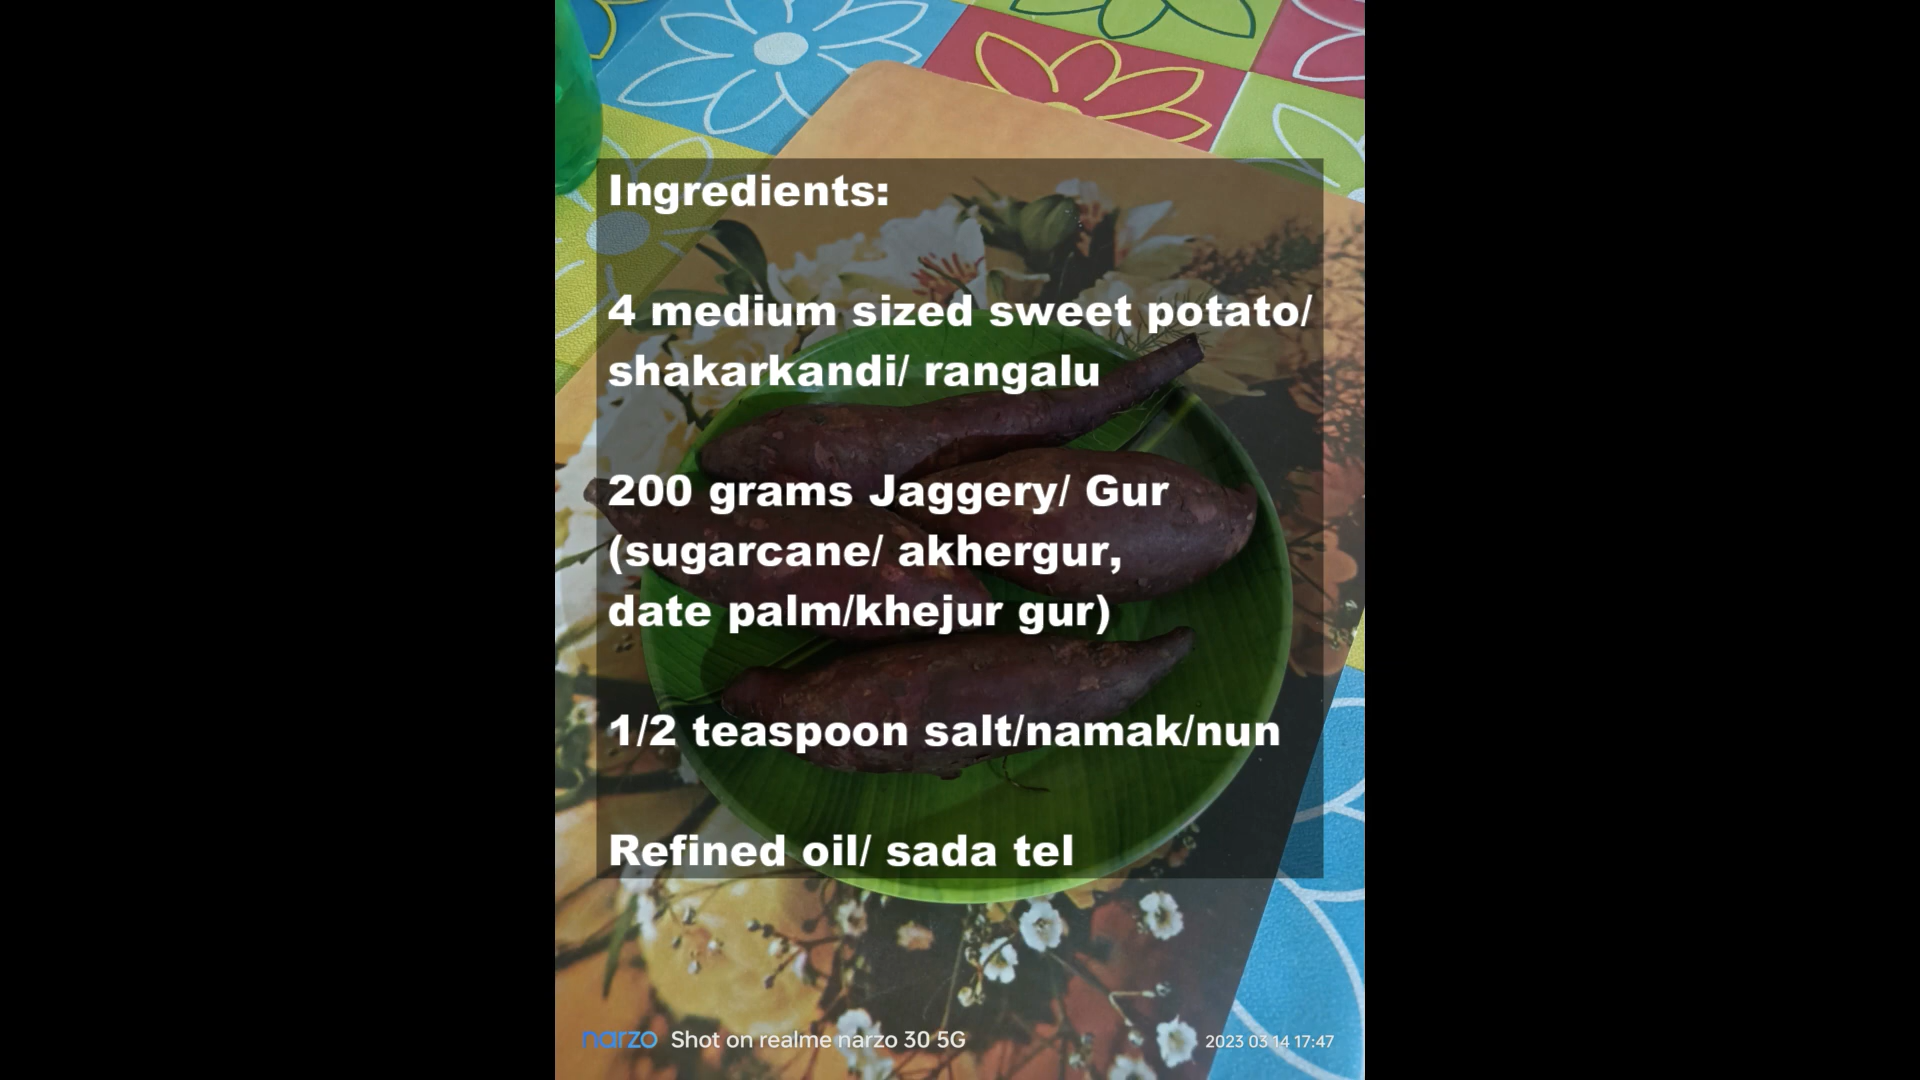 Ingredients:
4 medium sized sweet potato/
shakarkandi/ rangalu
200 grams Jaggery/ Gur
(sugarcane/ akhergur,
date palm/khejur gur)
1/2 teaspoon salt/namak/nun
Refined oil/ sada tel
narzo Shot on realme narzo 30 5G
2023 03 14 17:47